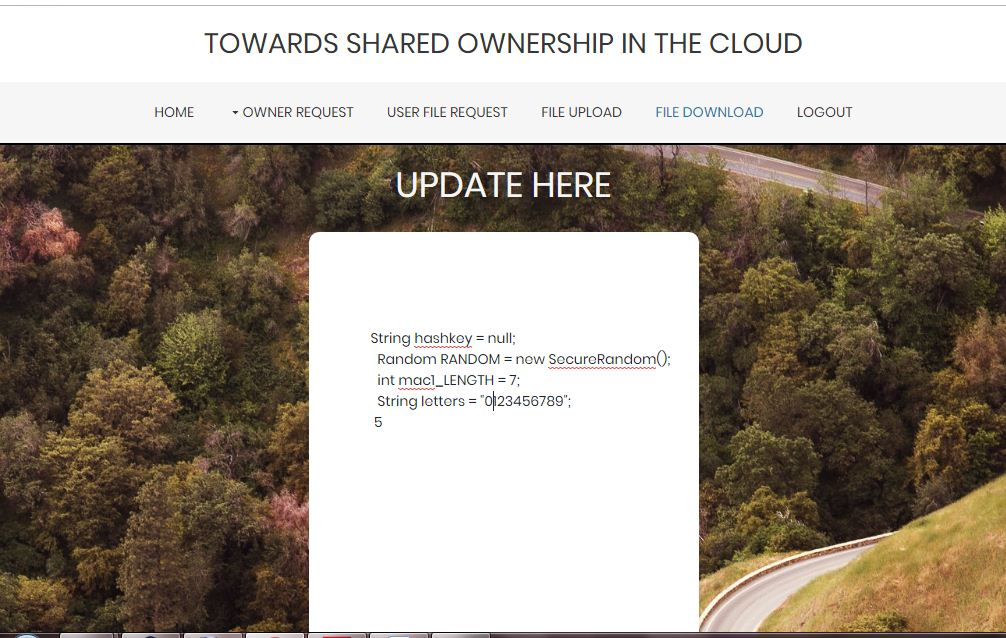 TOWARDS SHARED OWNERSHIP IN THE CLOUD
HOME OWNER REQUEST USER FILE REQUEST FILE UPLOAD FILE DOWNLOAD LOGOUT
UPDATE HERE
String hashkey = null;
Random RANDOM = new SecureRandom();
int mac1_LENGTH = 7;
String letters = "0123456789";
5